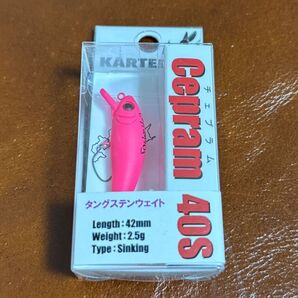 KARTE
Cepram 40S
チェプラム
タングステンウェイト
Length : 42mm
Weight : 2.5g
Type : Sinking